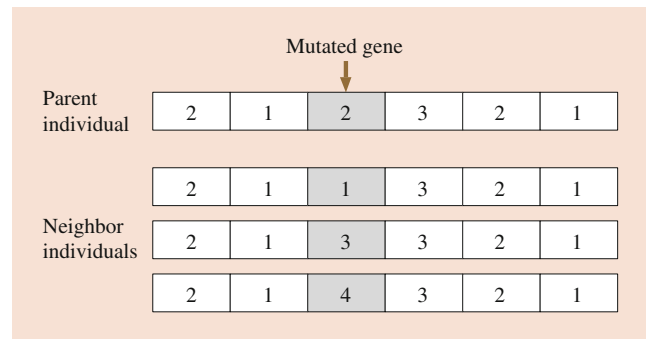 Mutated gene
Parent
individual
2 1 2 3 2 1
2 1 1 3 2 1
Neighbor
individuals
2 1 3 3 2 1
2 1 4 3 2 1